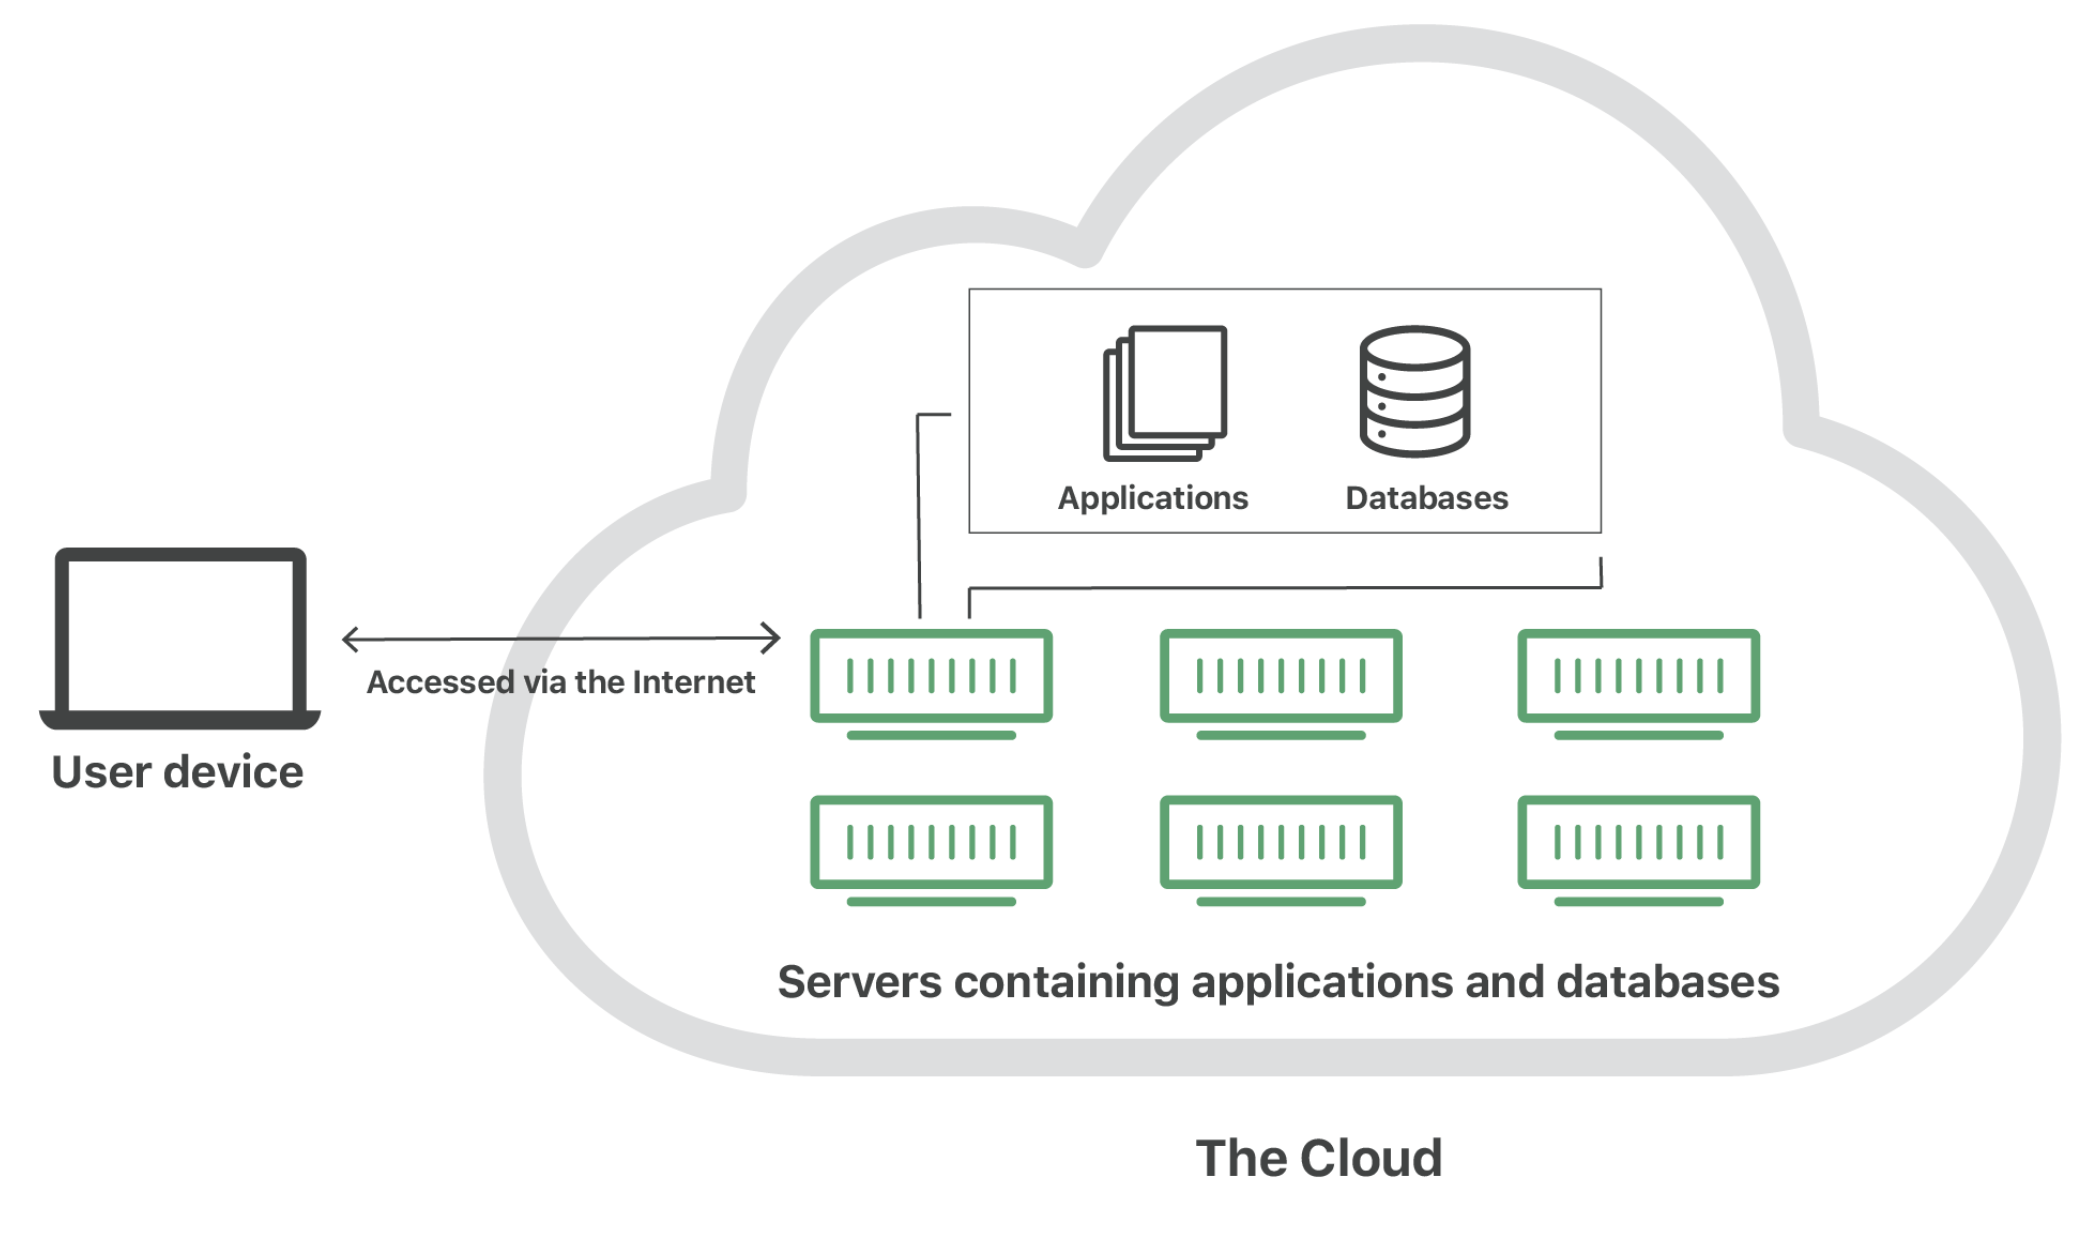 Applications
Databases
Accessed via the Internet
User device
Servers containing applications and databases
The Cloud